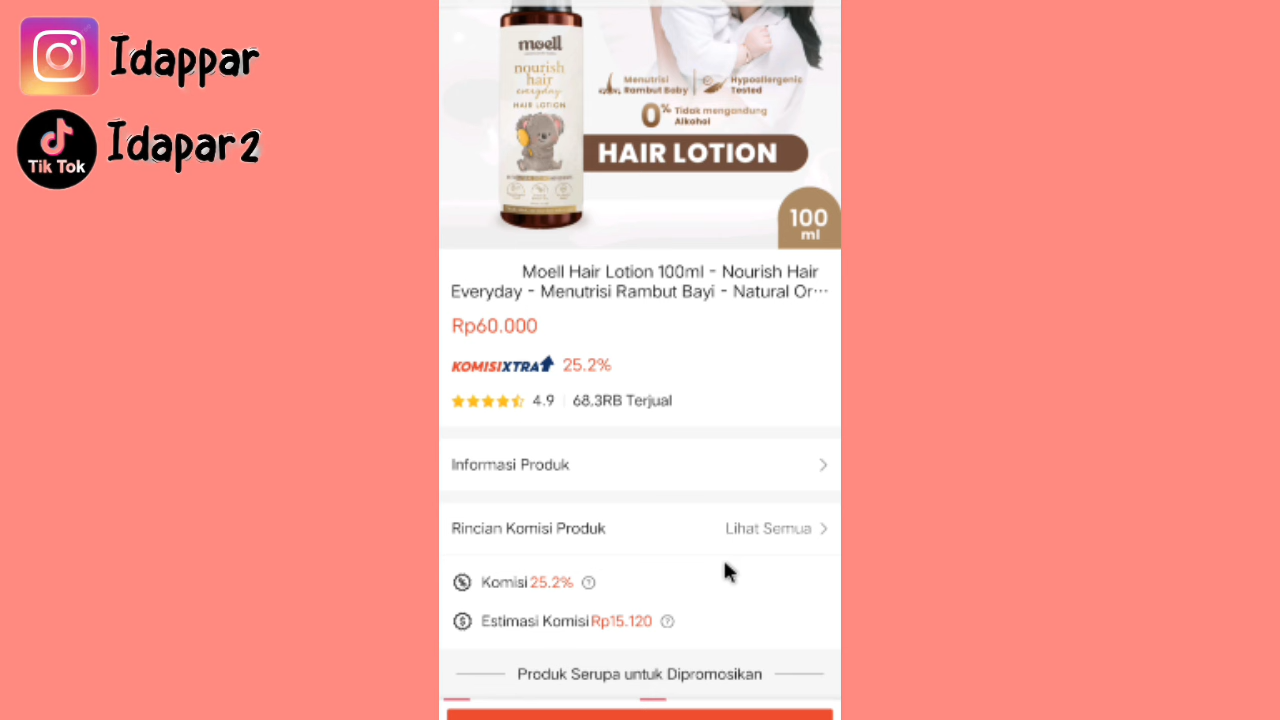 Idappar
Tik Tok
Idapar2
moell
nourish
hair
everyday
HAIR LOTION
Menutrisi
Rambut Baby
Hypoallergenic
Tested
0% Tidak mengandung
Alkohol
HAIR LOTION
100
ml
Moell Hair Lotion 100ml - Nourish Hair
Everyday - Menutrisi Rambut Bayi - Natural Or...
Rp60.000
KOMISIXTRA 25.2%
4.9 68,3RB Terjual
Informasi Produk
Rincian Komisi Produk Lihat Semua
Komisi 25.2%
Estimasi Komisi Rp15.120
Produk Serupa untuk Dipromosikan